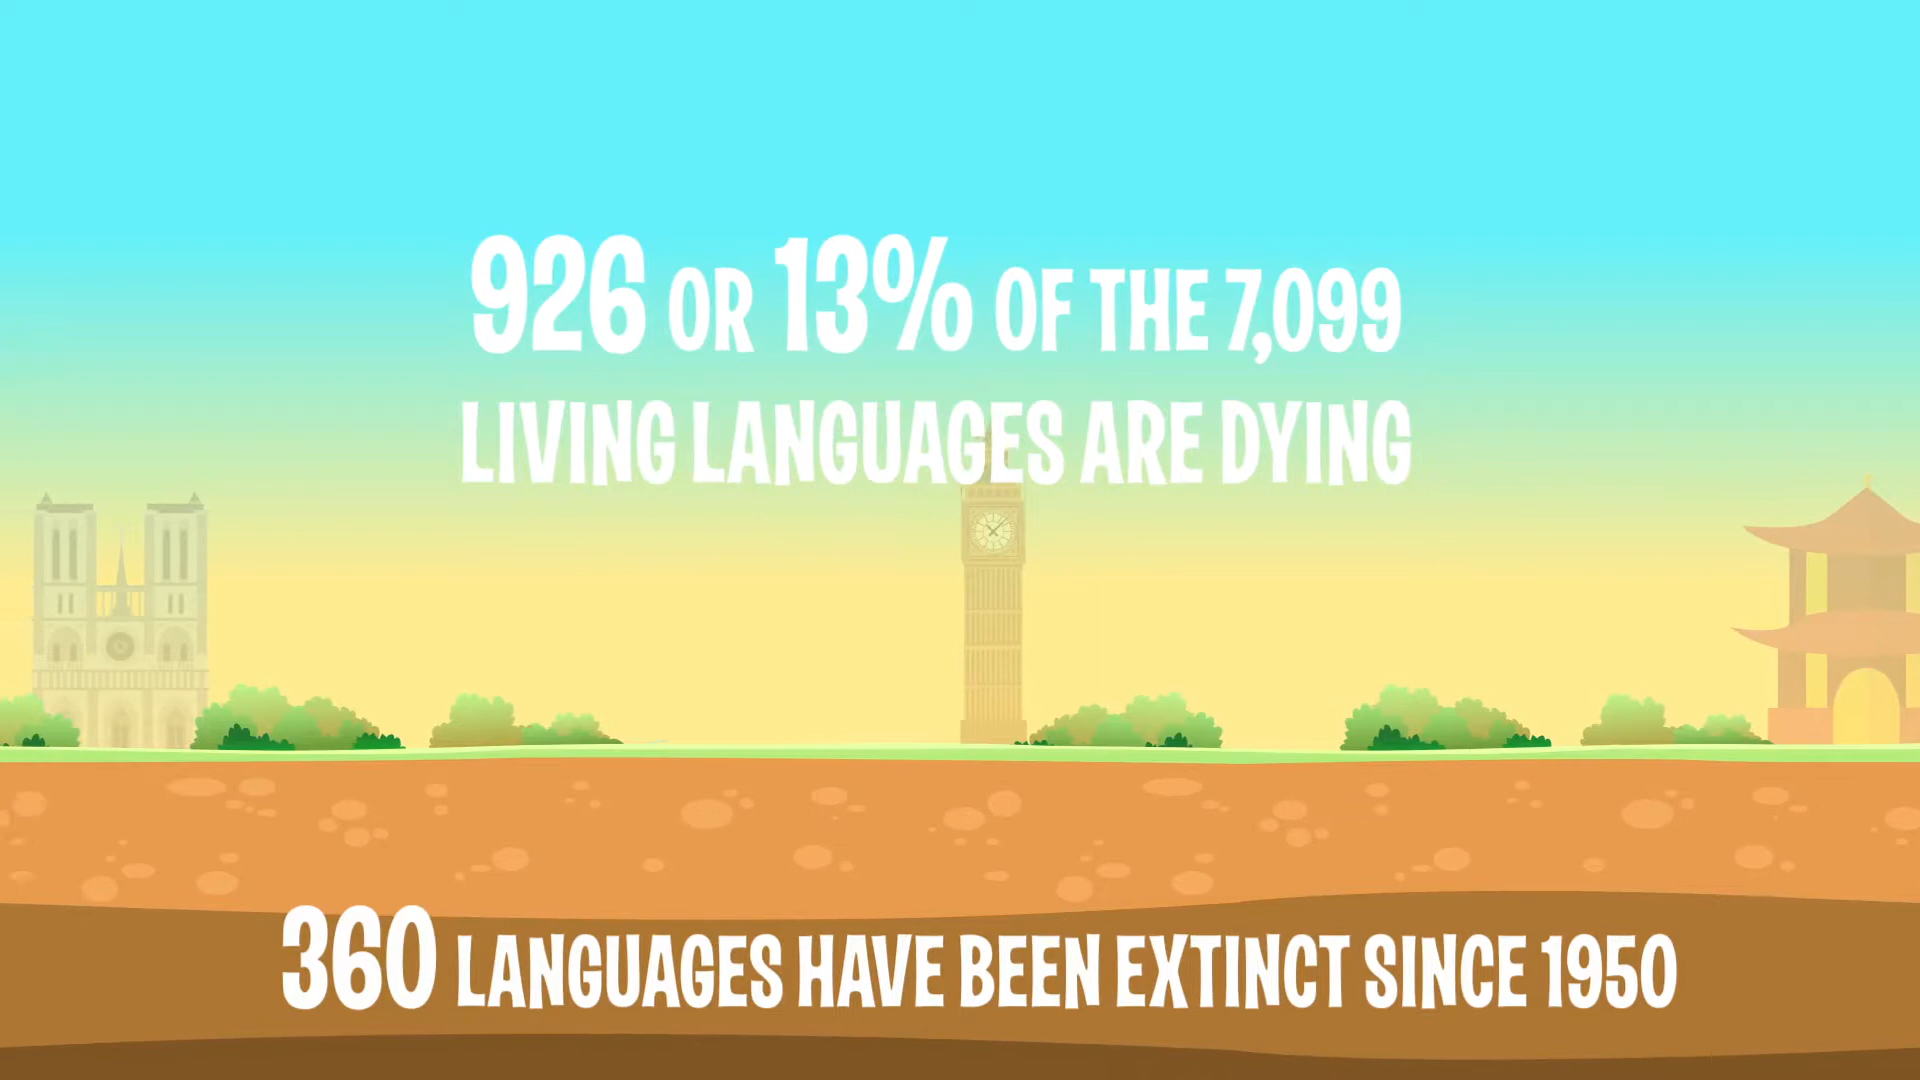 926 OR 13% OF THE 7,099
LIVING LANGUAGES ARE DYING
360 LANGUAGES HAVE BEEN EXTINCT SINCE 1950